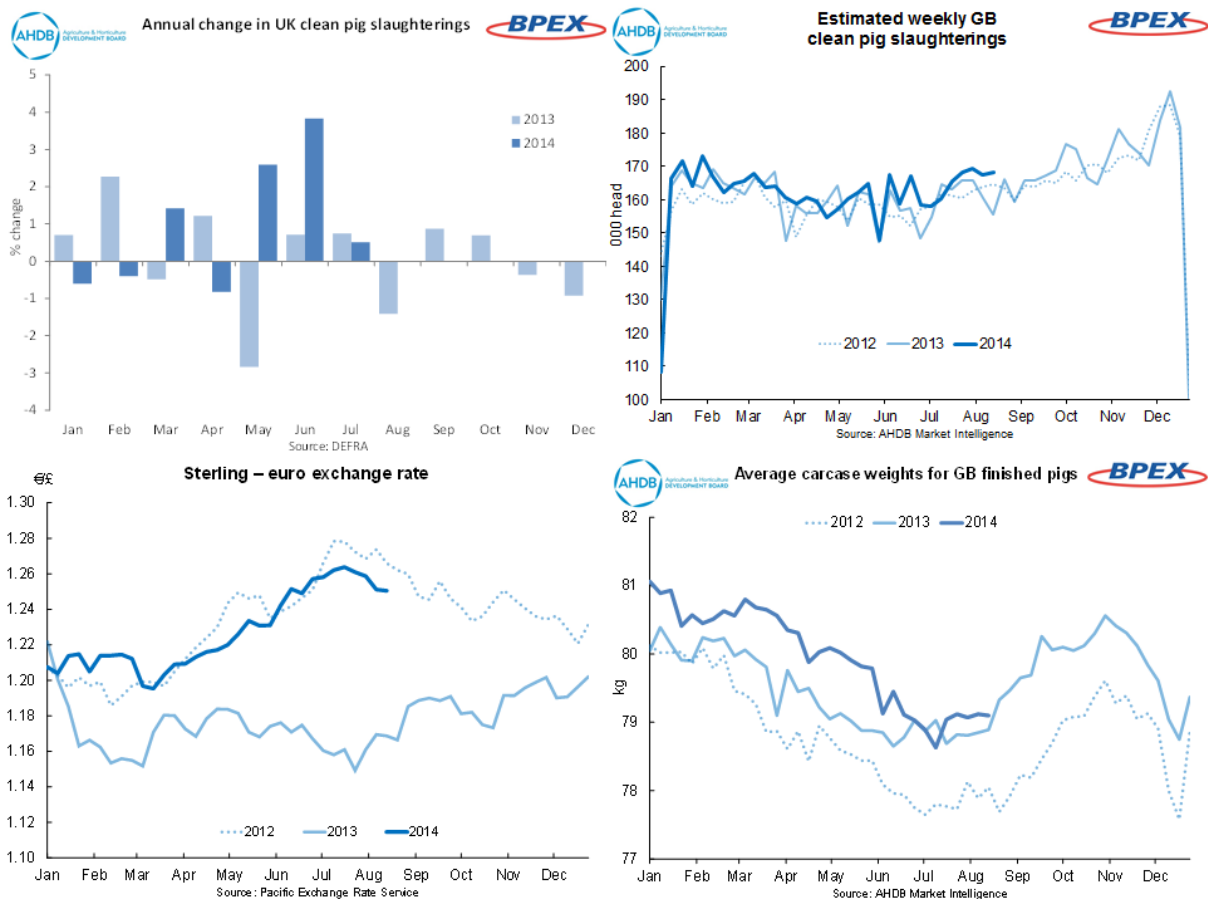 AHDB
Agriculture & Horticulture
DEVELOPMENT BOARD
Annual change in UK clean pig slaughterings
BPEX
5
4
3
2
1
0
-1
-2
-3
-4
% change
2013
2014
Jan Feb Mar Apr May Jun Jul Aug Sep Oct Nov Dec
Source: DEFRA
AHDB
Agriculture & Horticulture
DEVELOPMENT BOARD
Estimated weekly GB
clean pig slaughterings
BPEX
200
190
180
170
160
150
140
130
120
110
100
000 head
2012 2013 2014
Jan Feb Mar Apr May Jun Jul Aug Sep Oct Nov Dec
Source: AHDB Market Intelligence
Sterling – euro exchange rate
€/£
1.30
1.28
1.26
1.24
1.22
1.20
1.18
1.16
1.14
1.12
1.10
2012 2013 2014
Jan Feb Mar Apr May Jun Jul Aug Sep Oct Nov Dec
Source: Pacific Exchange Rate Service
AHDB
Agriculture & Horticulture
DEVELOPMENT BOARD
Average carcase weights for GB finished pigs
BPEX
82
81
80
79
78
77
kg
2012 2013 2014
Jan Feb Mar Apr May Jun Jul Aug Sep Oct Nov Dec
Source: AHDB Market Intelligence